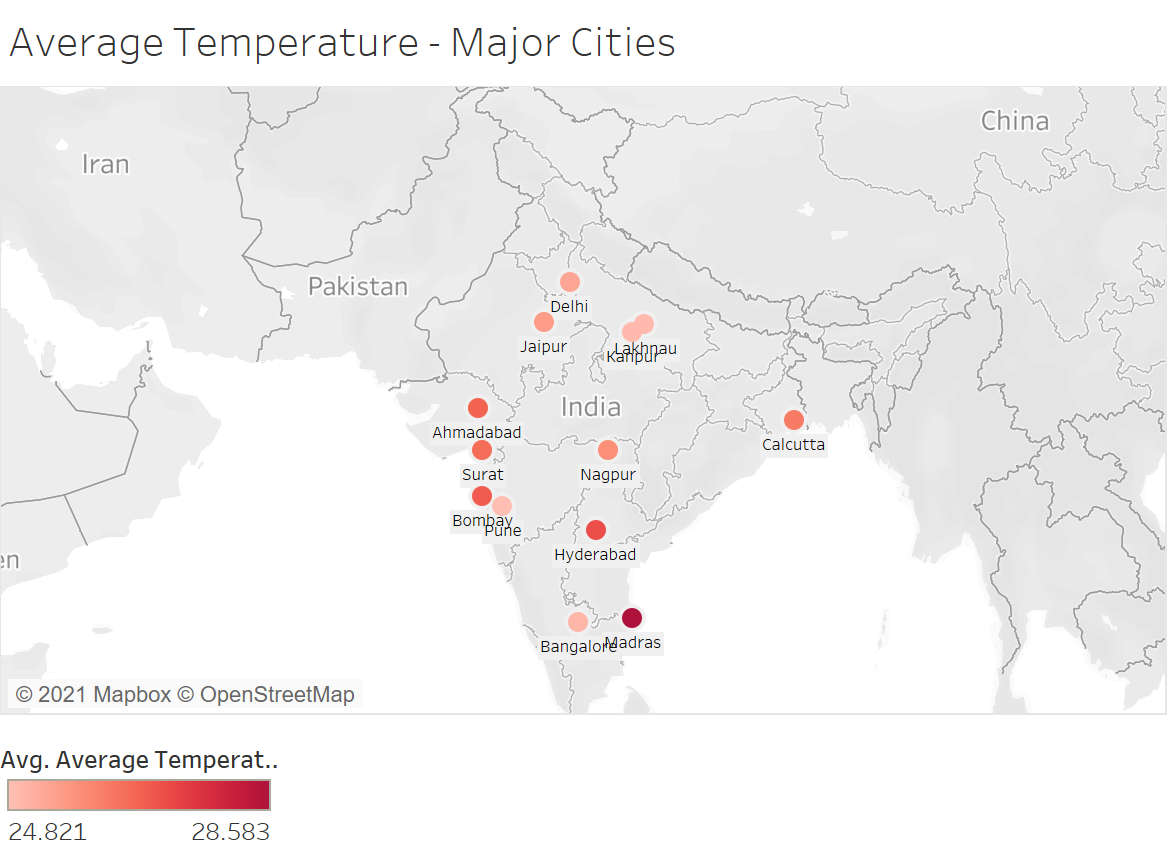 Average Temperature - Major Cities
China
Iran
Pakistan
Delhi
Jaipur
Lakhnau
Kanpur
India
Ahmadabad
Calcutta
Surat
Nagpur
Bombay
Pune
Hyderabad
Bangalore
Madras
en
© 2021 Mapbox © OpenStreetMap
Avg. Average Temperat..
24.821 28.583